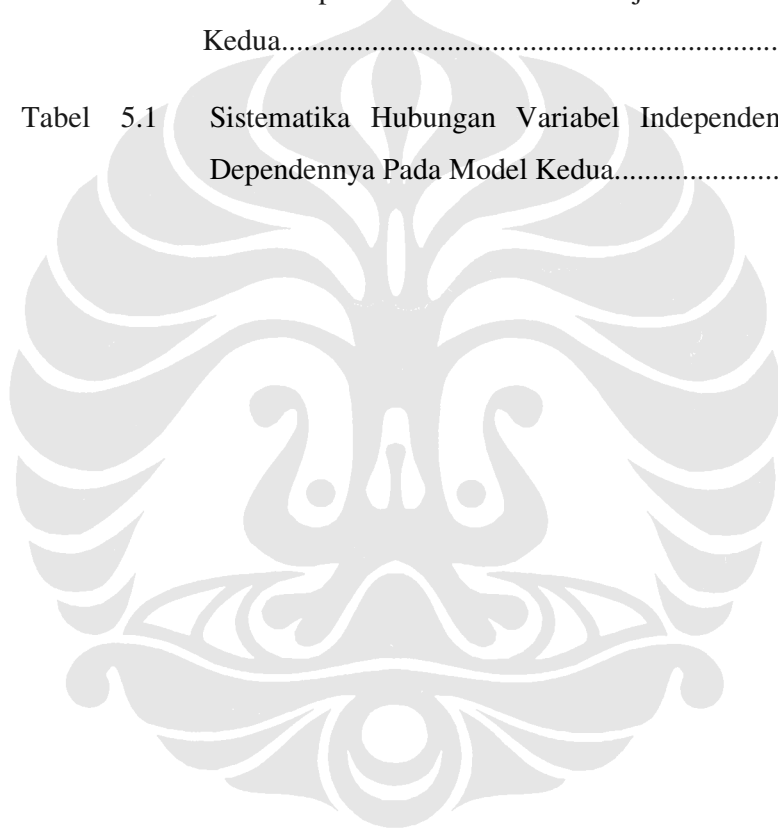 Kedua.......................................................................
Tabel 5.1 Sistematika Hubungan Variabel Independen
Dependennya Pada Model Kedua......................